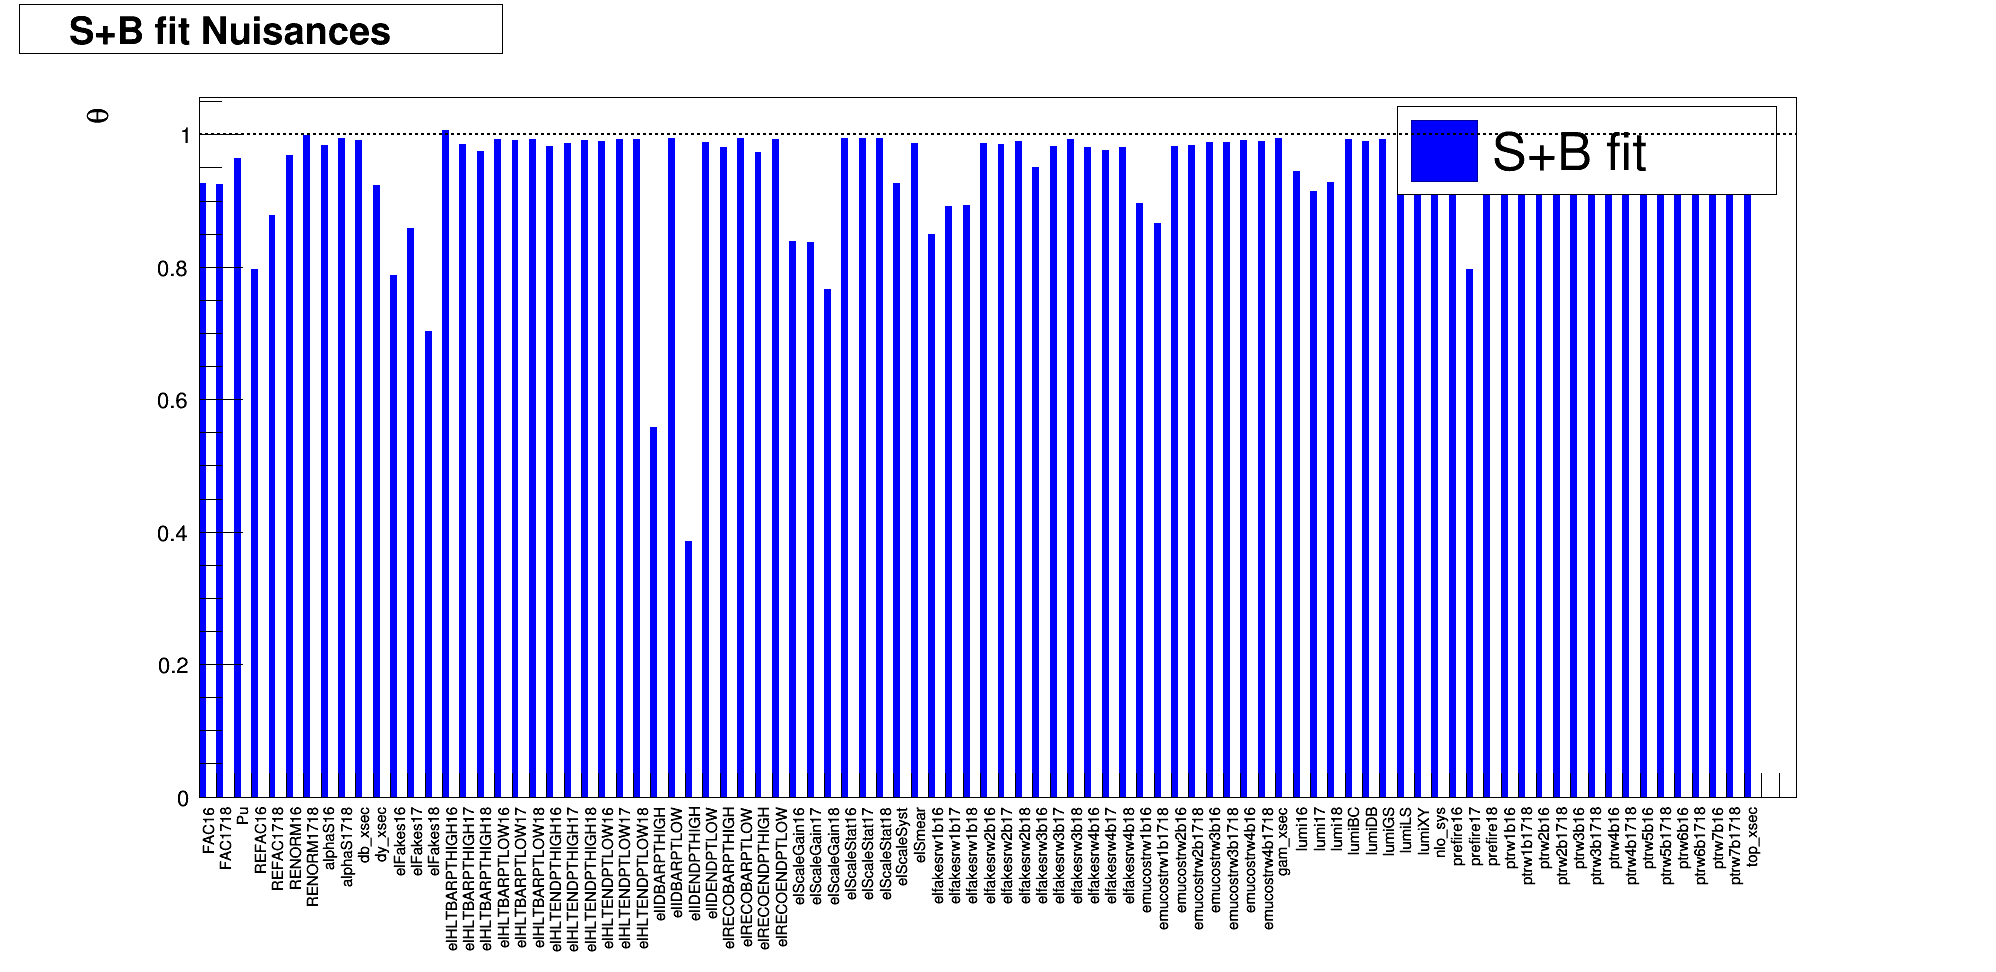 S+B fit Nuisances
θ
1
S+B fit
0.8
0.6
0.4
0.2
0
FAC16
FAC1718
Pu
REFAC16
REFAC1718
RENORM16
RENORM1718
alphaS16
alphaS1718
db_xsec
dy_xsec
elFakes16
elFakes17
elFakes18
elHLTBARPTHIGH16
elHLTBARPTHIGH17
elHLTBARPTHIGH18
elHLTBARPTLOW16
elHLTBARPTLOW17
elHLTBARPTLOW18
elHLTENDPTHIGH16
elHLTENDPTHIGH17
elHLTENDPTHIGH18
elHLTENDPTLOW16
elHLTENDPTLOW17
elHLTENDPTLOW18
elIDBARPTHIGH
elIDBARPTLOW
elIDENDPTHIGH
elIDENDPTLOW
elRECOBARPTHIGH
elRECOBARPTLOW
elRECOENDPTHIGH
elRECOENDPTLOW
elScaleGain16
elScaleGain17
elScaleGain18
elScaleStat16
elScaleStat17
elScaleStat18
elScaleSyst
elSmear
elfakesrw1b16
elfakesrw1b17
elfakesrw1b18
elfakesrw2b16
elfakesrw2b17
elfakesrw2b18
elfakesrw3b16
elfakesrw3b17
elfakesrw3b18
elfakesrw4b16
elfakesrw4b17
elfakesrw4b18
emucostrw1b16
emucostrw1b1718
emucostrw2b16
emucostrw2b1718
emucostrw3b16
emucostrw3b1718
emucostrw4b16
emucostrw4b1718
gam_xsec
lumi16
lumi17
lumi18
lumiBC
lumiDB
lumiGS
lumiLS
lumiXY
nlo_sys
prefire16
prefire17
prefire18
ptrw1b16
ptrw1b1718
ptrw2b16
ptrw2b1718
ptrw3b16
ptrw3b1718
ptrw4b16
ptrw4b1718
ptrw5b16
ptrw5b1718
ptrw6b16
ptrw6b1718
ptrw7b16
ptrw7b1718
top_xsec